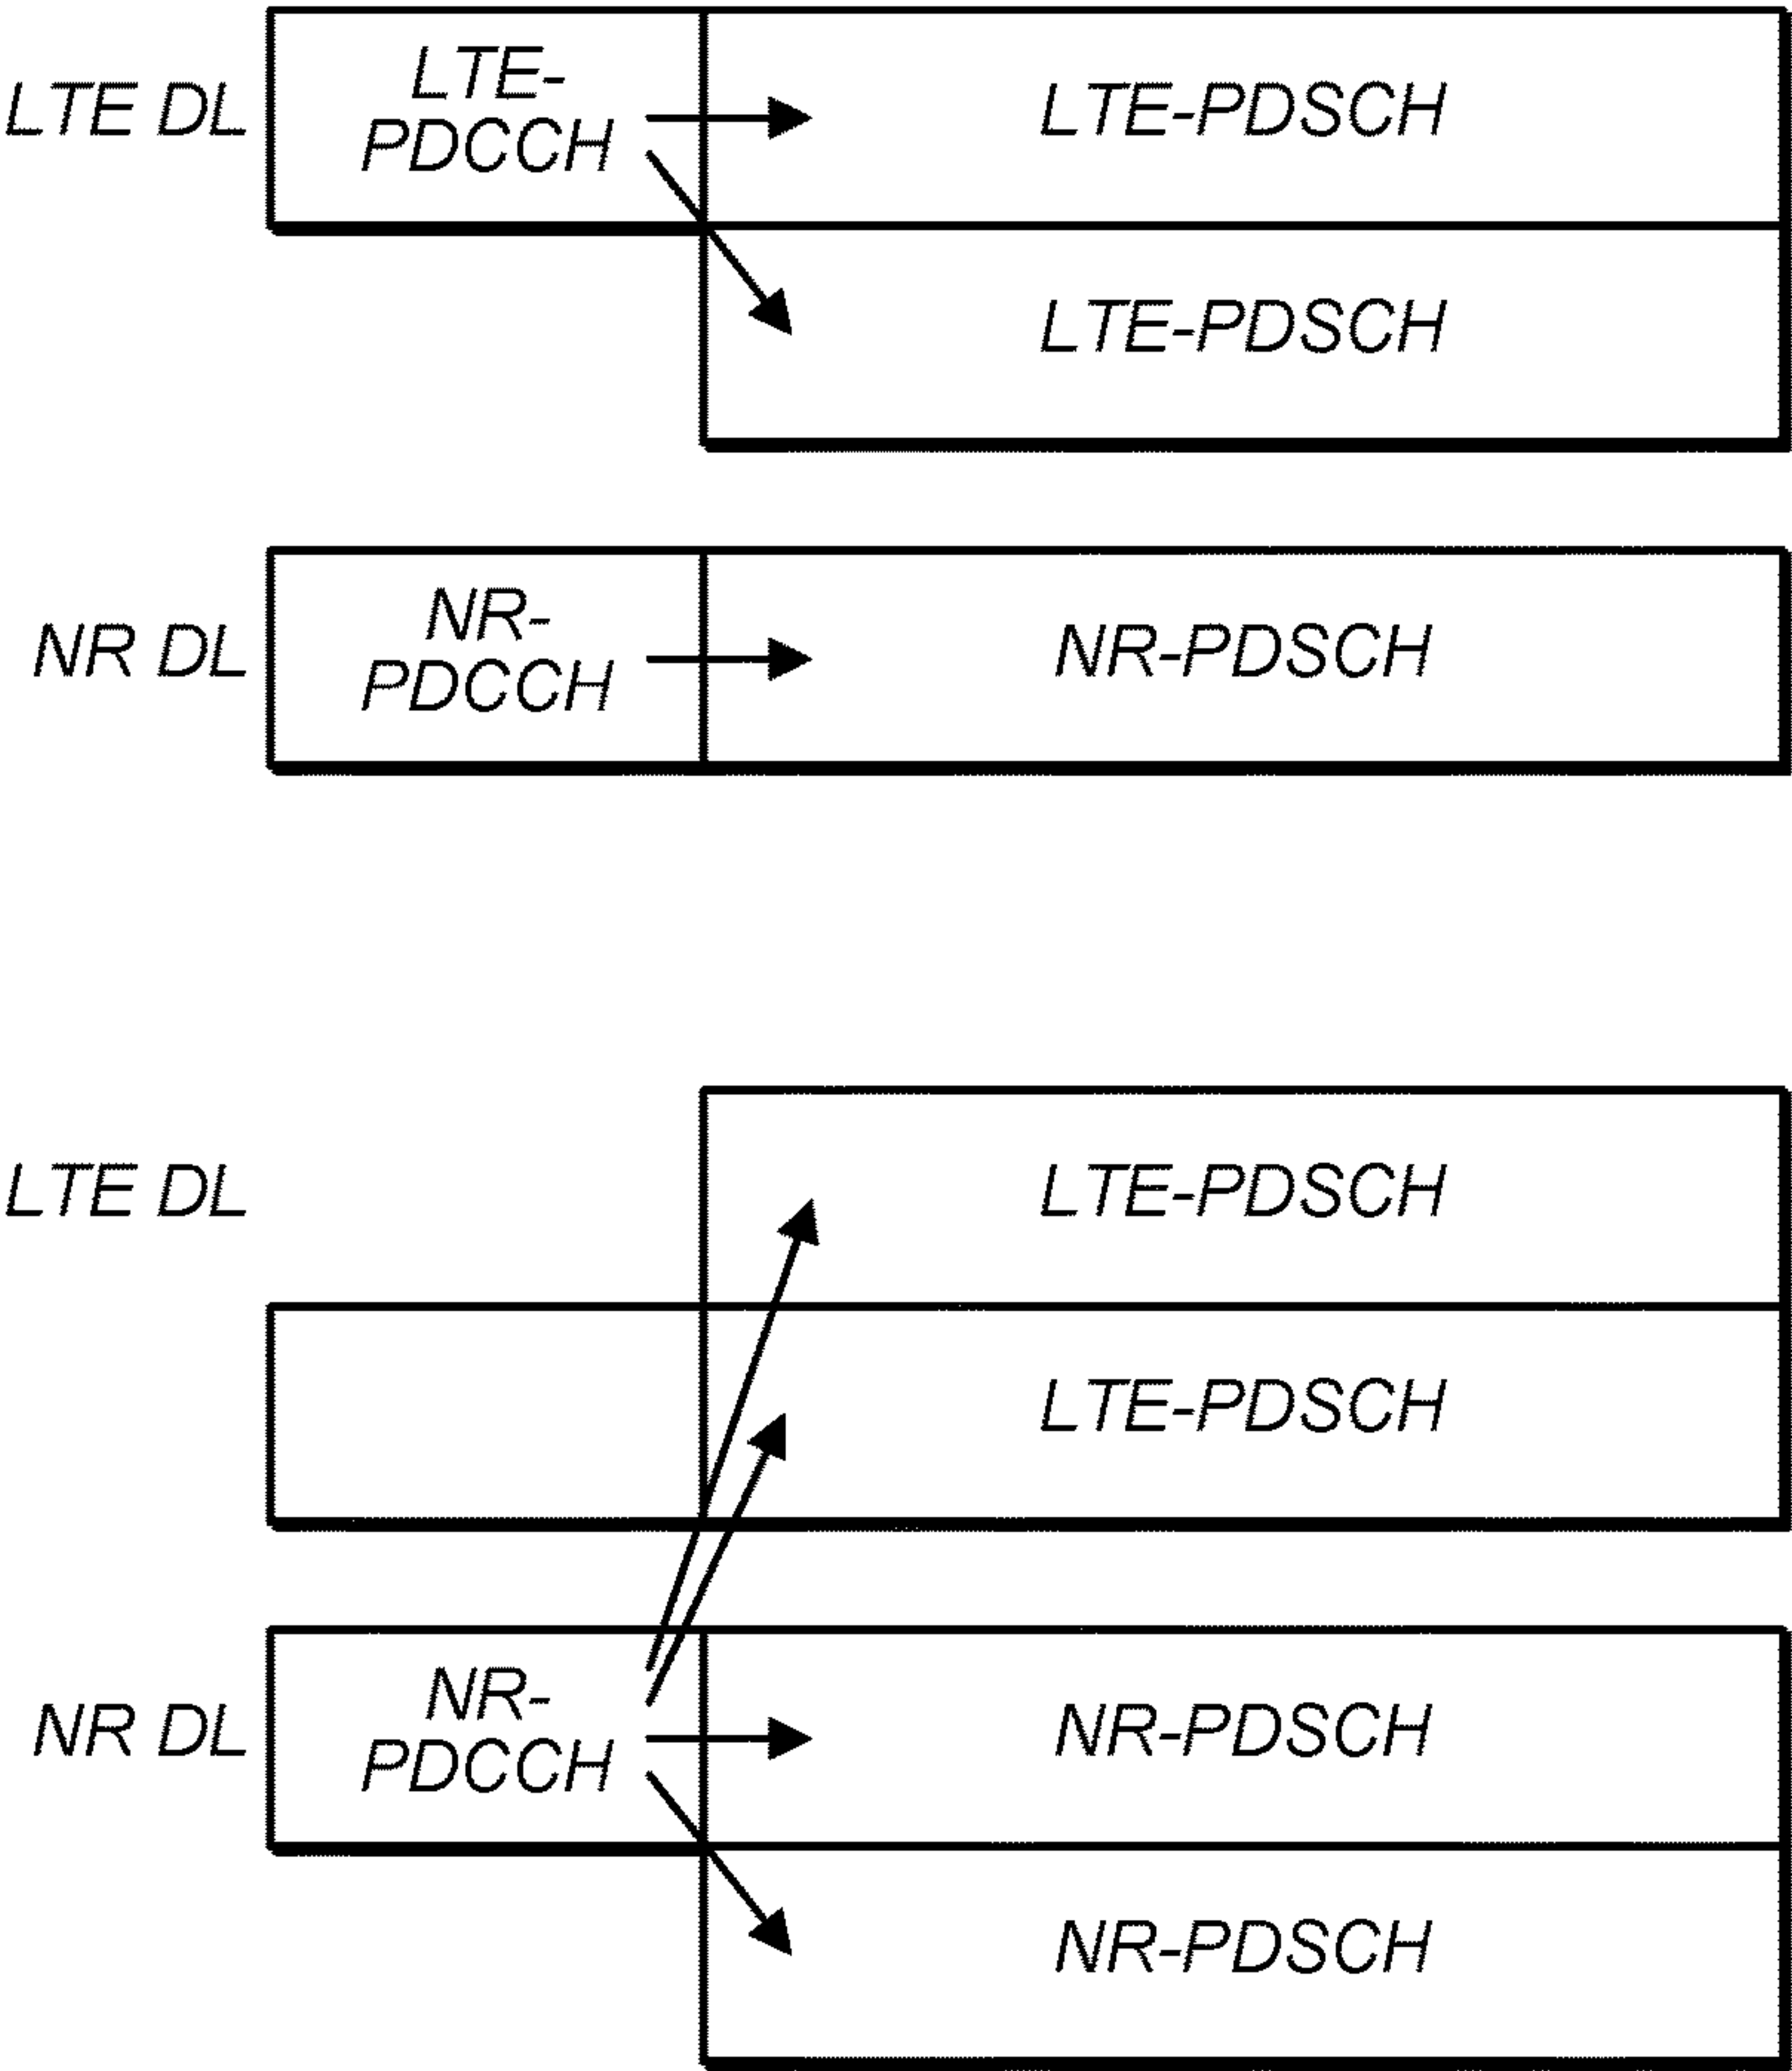 LTE DL
LTE-
PDCCH
LTE-PDSCH
LTE-PDSCH
NR DL
NR-
PDCCH
NR-PDSCH
LTE DL
LTE-PDSCH
LTE-PDSCH
NR DL
NR-
PDCCH
NR-PDSCH
NR-PDSCH